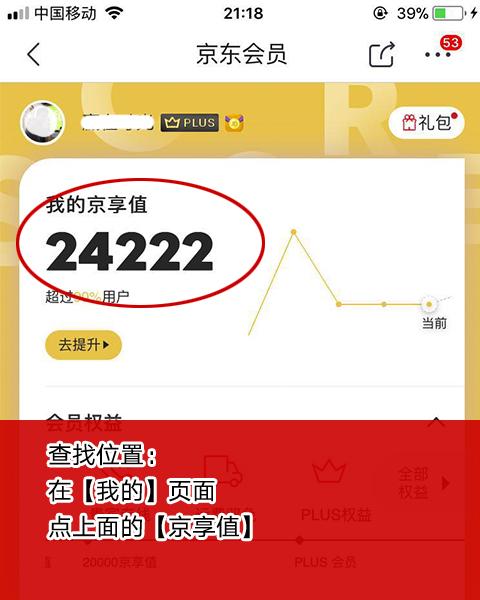 中国移动
21:18
39%
京东会员
53
PLUS
礼包
我的京享值
24222
超过90%用户
当前
去提升
会员权益
查找位置：
在【我的】页面
点上面的【京享值】
全部
权益
PLUS权益
20000京享值
PLUS 会员